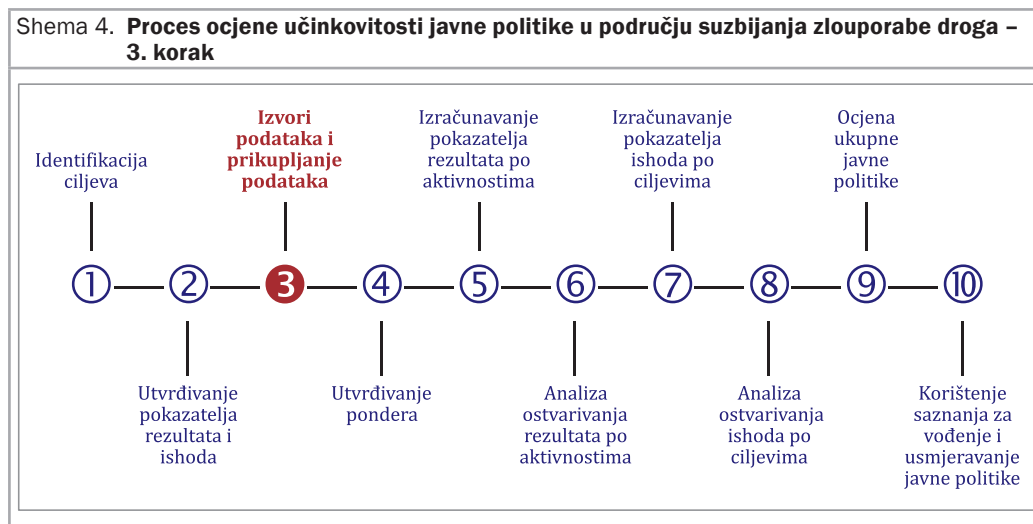 Shema 4. Proces ocjene učinkovitosti javne politike u području suzbijanja zlouporabe droga –
3. korak
Identifikacija
ciljeva
Izvori
podataka i
prikupljanje
podataka
Izračunavanje
pokazatelja
rezultata po
aktivnostima
Izračunavanje
pokazatelja
ishoda po
ciljevima
Ocjena
ukupne
javne
politike
1 2 3 4 5 6 7 8 9 10
Utvrđivanje
pokazatelja
rezultata i
ishoda
Utvrđivanje
pondera
Analiza
ostvarivanja
rezultata po
aktivnostima
Analiza
ostvarivanja
ishoda po
ciljevima
Korištenje
saznanja za
vođenje i
usmjeravanje
javne politike